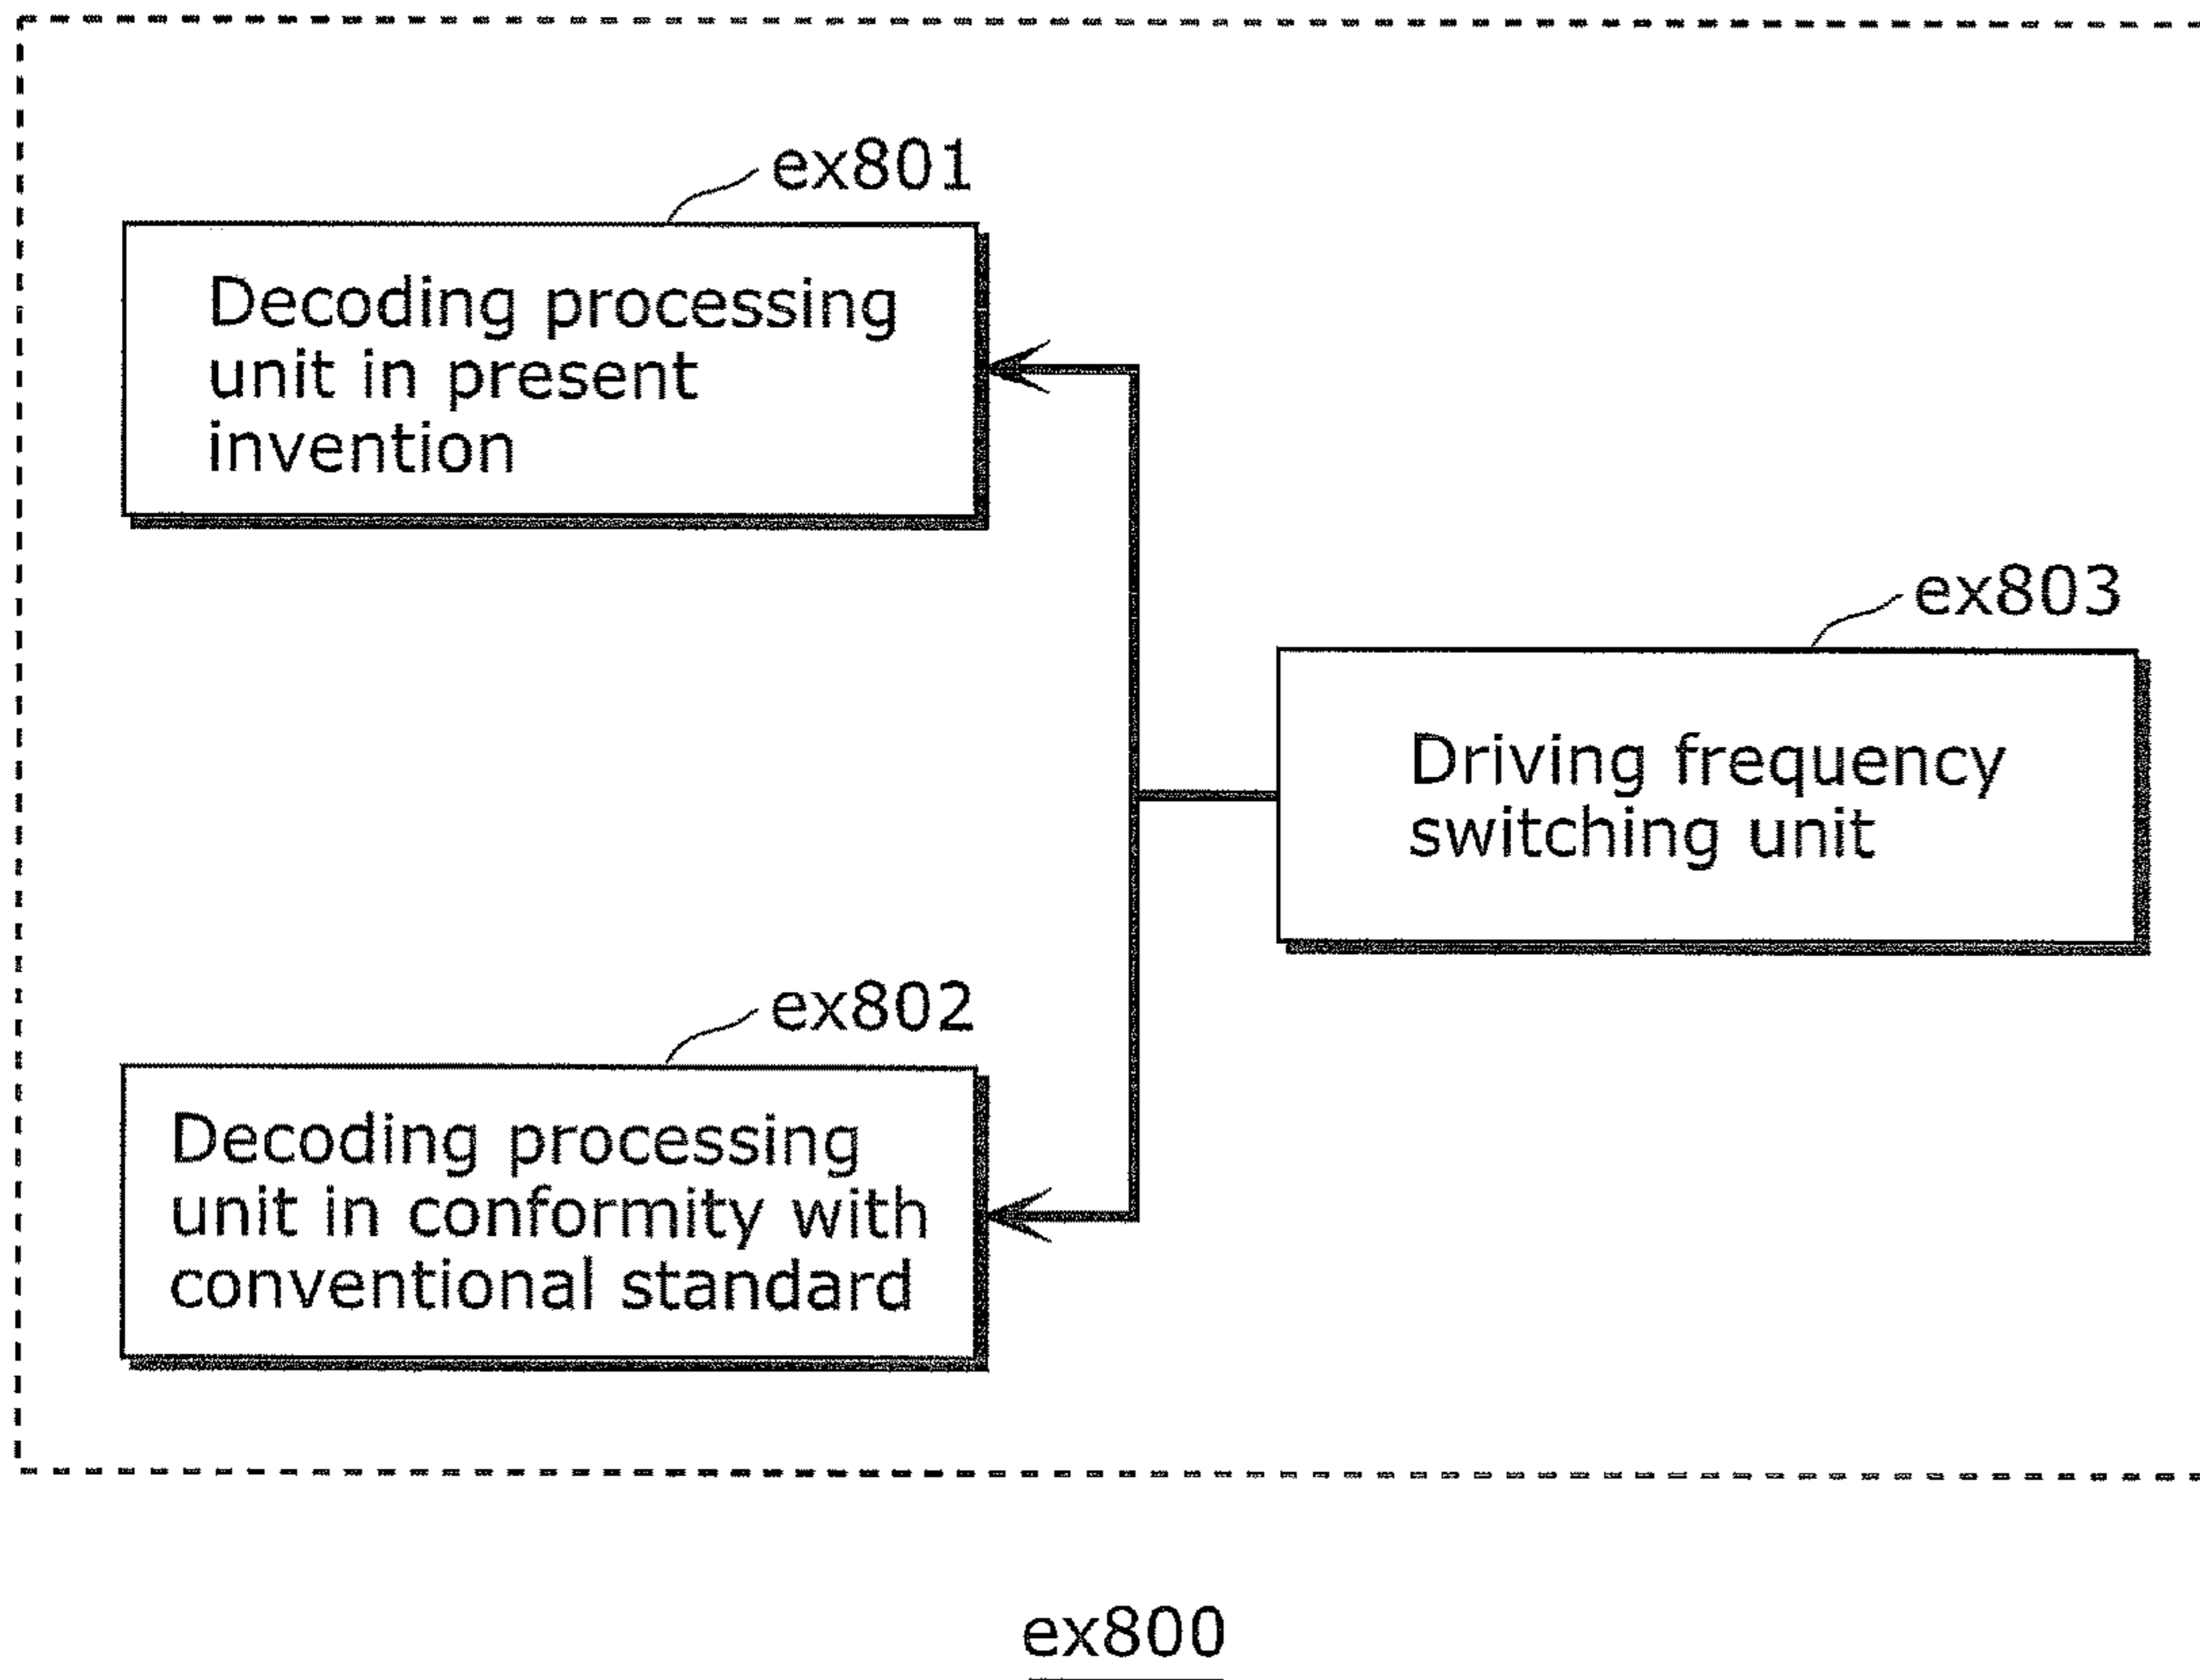 ex801
Decoding processing
unit in present
invention
ex803
Driving frequency
switching unit
ex802
Decoding processing
unit in conformity with
conventional standard
ex800